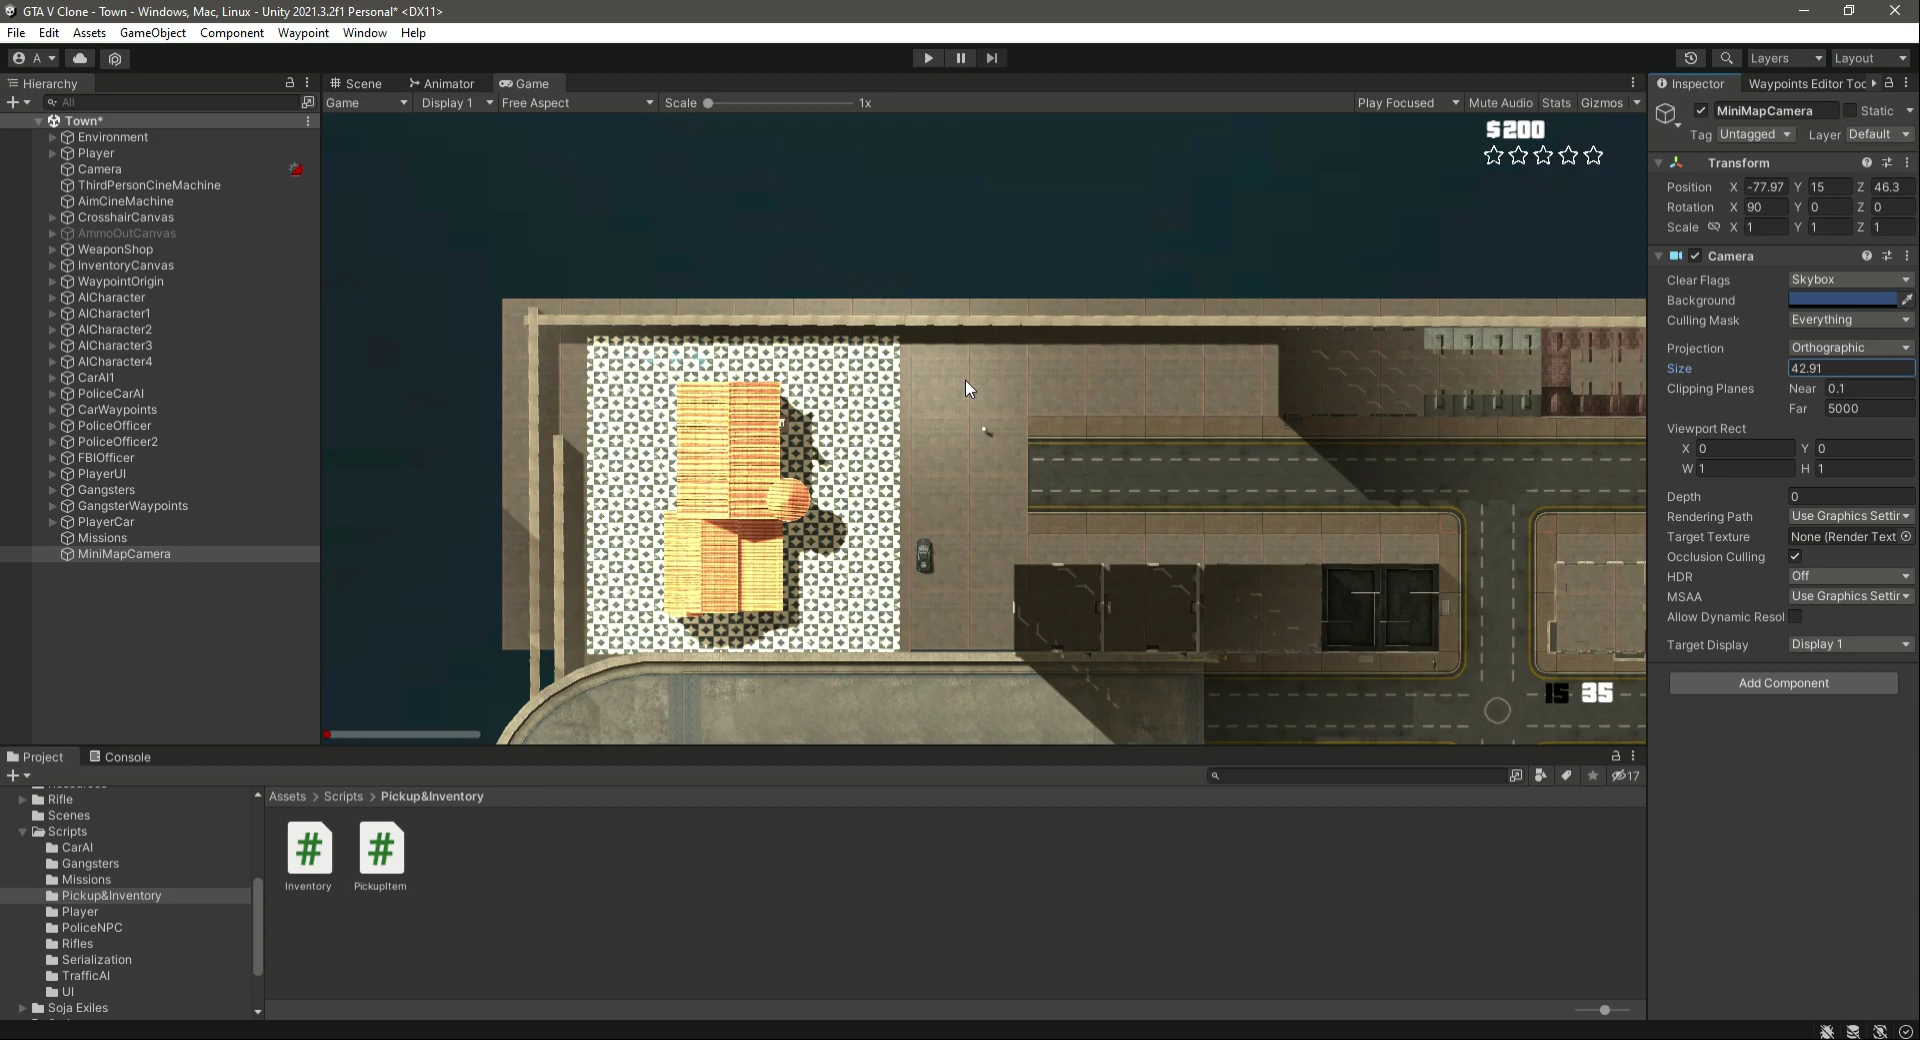 GTA V Clone - Town - Windows, Mac, Linux - Unity 2021.3.2f1 Personal* <DX11>
File Edit Assets GameObject Component Waypoint Window Help
A Layers Layout
Hierarchy
All
Town*
Environment
Player
Camera
ThirdPersonCineMachine
AimCineMachine
CrosshairCanvas
AmmoOutCanvas
WeaponShop
InventoryCanvas
WaypointOrigin
AICharacter
AICharacter1
AICharacter2
AICharacter3
AICharacter4
CarAI1
PoliceCarAI
CarWaypoints
PoliceOfficer
PoliceOfficer2
FBIOfficer
PlayerUI
Gangsters
GangsterWaypoints
PlayerCar
Missions
MiniMapCamera
Scene Animator Game
Game Display 1 Free Aspect Scale 1x Play Focused Mute Audio Stats Gizmos
$200
15 35
Inspector Waypoints Editor Too
MiniMapCamera Static
Tag Untagged Layer Default
Transform
Position X -77.97 Y 15 Z 46.3
Rotation X 90 Y 0 Z 0
Scale X 1 Y 1 Z 1
Camera
Clear Flags Skybox
Background
Culling Mask Everything
Projection Orthographic
Size 42.91
Clipping Planes Near 0.1
Far 5000
Viewport Rect
X 0 Y 0
W 1 H 1
Depth 0
Rendering Path Use Graphics Settir
Target Texture None (Render Text
Occlusion Culling
HDR Off
MSAA Use Graphics Settir
Allow Dynamic Resol
Target Display Display 1
Add Component
Project Console
17
Rifle
Scenes
Scripts
CarAI
Gangsters
Missions
Pickup&Inventory
Player
PoliceNPC
Rifles
Serialization
TrafficAI
UI
Soja Exiles
Assets > Scripts > Pickup&Inventory
Inventory PickupItem